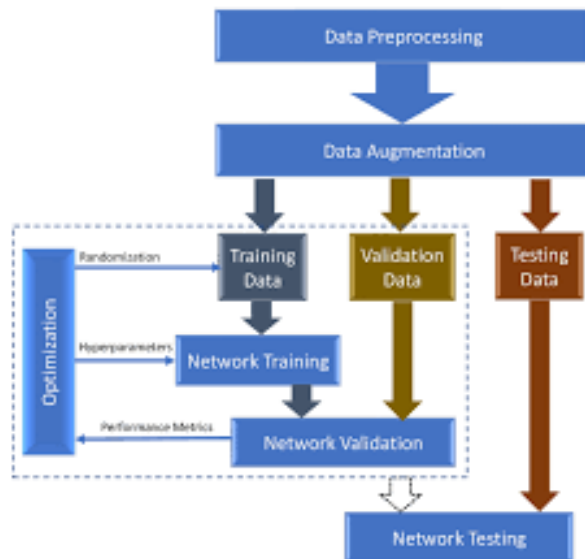 Data Preprocessing
Data Augmentation
Randomization
Training
Data
Validation
Data
Testing
Data
Optimization
Hyperparameters
Network Training
Performance Metrics
Network Validation
Network Testing